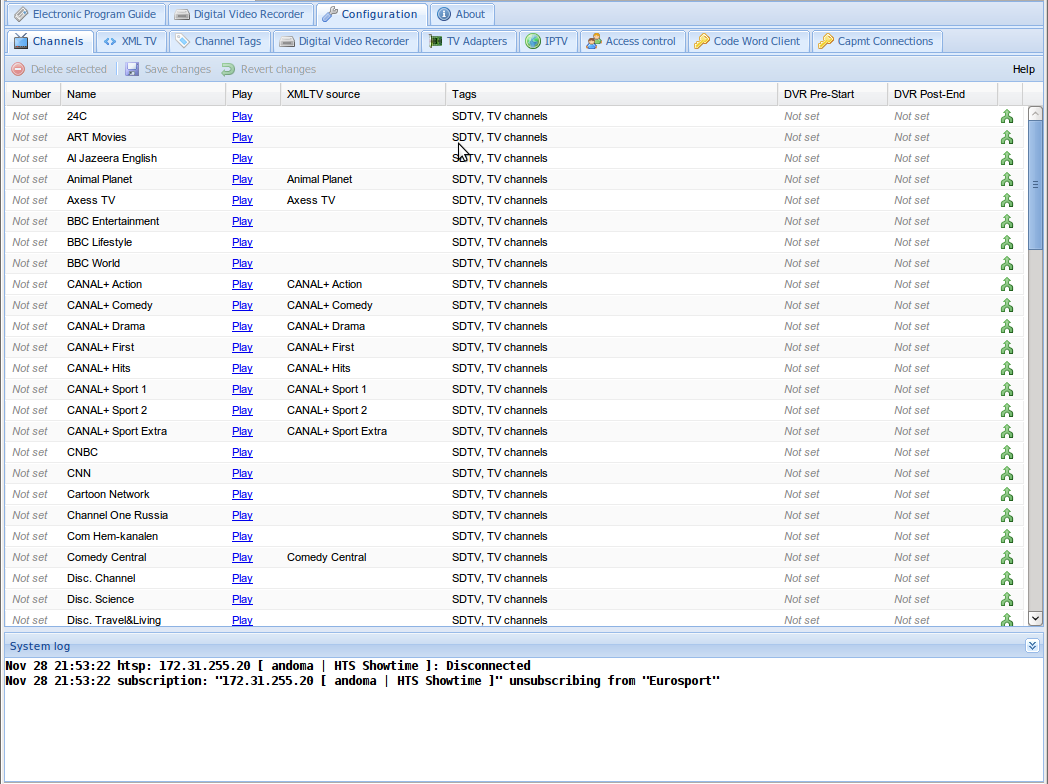 Electronic Program Guide Digital Video Recorder Configuration About
Channels XML TV Channel Tags Digital Video Recorder TV Adapters IPTV Access control Code Word Client Capmt Connections
Delete selected Save changes Revert changes Help
Number Name Play XMLTV source Tags DVR Pre-Start DVR Post-End
Not set 24C Play SDTV, TV channels Not set Not set
Not set ART Movies Play SDTV, TV channels Not set Not set
Not set Al Jazeera English Play SDTV, TV channels Not set Not set
Not set Animal Planet Play Animal Planet SDTV, TV channels Not set Not set
Not set Axess TV Play Axess TV SDTV, TV channels Not set Not set
Not set BBC Entertainment Play SDTV, TV channels Not set Not set
Not set BBC Lifestyle Play SDTV, TV channels Not set Not set
Not set BBC World Play SDTV, TV channels Not set Not set
Not set CANAL+ Action Play CANAL+ Action SDTV, TV channels Not set Not set
Not set CANAL+ Comedy Play CANAL+ Comedy SDTV, TV channels Not set Not set
Not set CANAL+ Drama Play CANAL+ Drama SDTV, TV channels Not set Not set
Not set CANAL+ First Play CANAL+ First SDTV, TV channels Not set Not set
Not set CANAL+ Hits Play CANAL+ Hits SDTV, TV channels Not set Not set
Not set CANAL+ Sport 1 Play CANAL+ Sport 1 SDTV, TV channels Not set Not set
Not set CANAL+ Sport 2 Play CANAL+ Sport 2 SDTV, TV channels Not set Not set
Not set CANAL+ Sport Extra Play CANAL+ Sport Extra SDTV, TV channels Not set Not set
Not set CNBC Play SDTV, TV channels Not set Not set
Not set CNN Play SDTV, TV channels Not set Not set
Not set Cartoon Network Play SDTV, TV channels Not set Not set
Not set Channel One Russia Play SDTV, TV channels Not set Not set
Not set Com Hem-kanalen Play SDTV, TV channels Not set Not set
Not set Comedy Central Play Comedy Central SDTV, TV channels Not set Not set
Not set Disc. Channel Play SDTV, TV channels Not set Not set
Not set Disc. Science Play SDTV, TV channels Not set Not set
Not set Disc. Travel&Living Play SDTV, TV channels Not set Not set
System log
Nov 28 21:53:22 htsp: 172.31.255.20 [ andoma | HTS Showtime ]: Disconnected
Nov 28 21:53:22 subscription: "172.31.255.20 [ andoma | HTS Showtime ]" unsubscribing from "Eurosport"